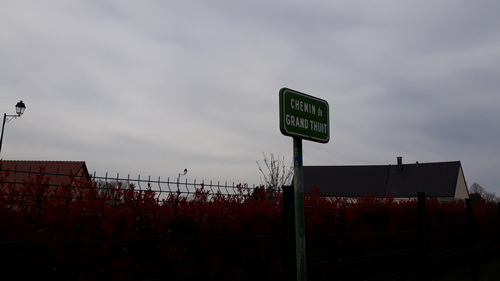 CHEMIN du
GRAND THUIT